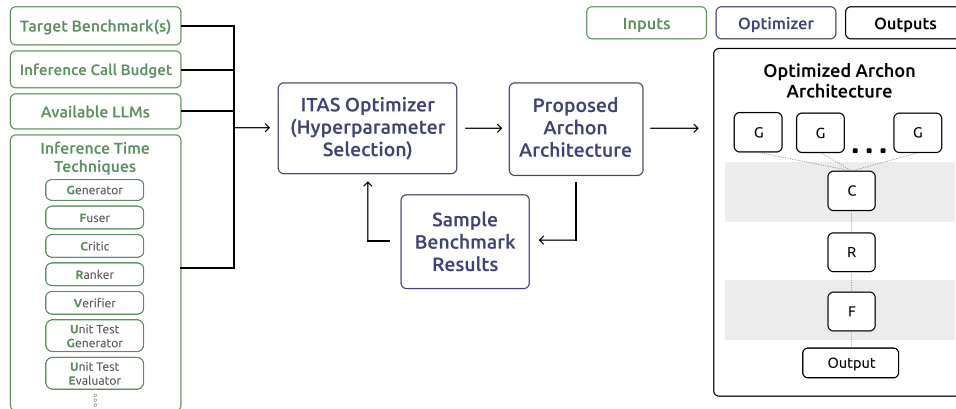 Target Benchmark(s)
Inference Call Budget
Available LLMs
Inference Time
Techniques
Generator
Fuser
Critic
Ranker
Verifier
Unit Test
Generator
Unit Test
Evaluator
ITAS Optimizer
(Hyperparameter
Selection)
Proposed
Archon
Architecture
Sample
Benchmark
Results
Inputs
Optimizer
Outputs
Optimized Archon
Architecture
G
G
...
G
C
R
F
Output